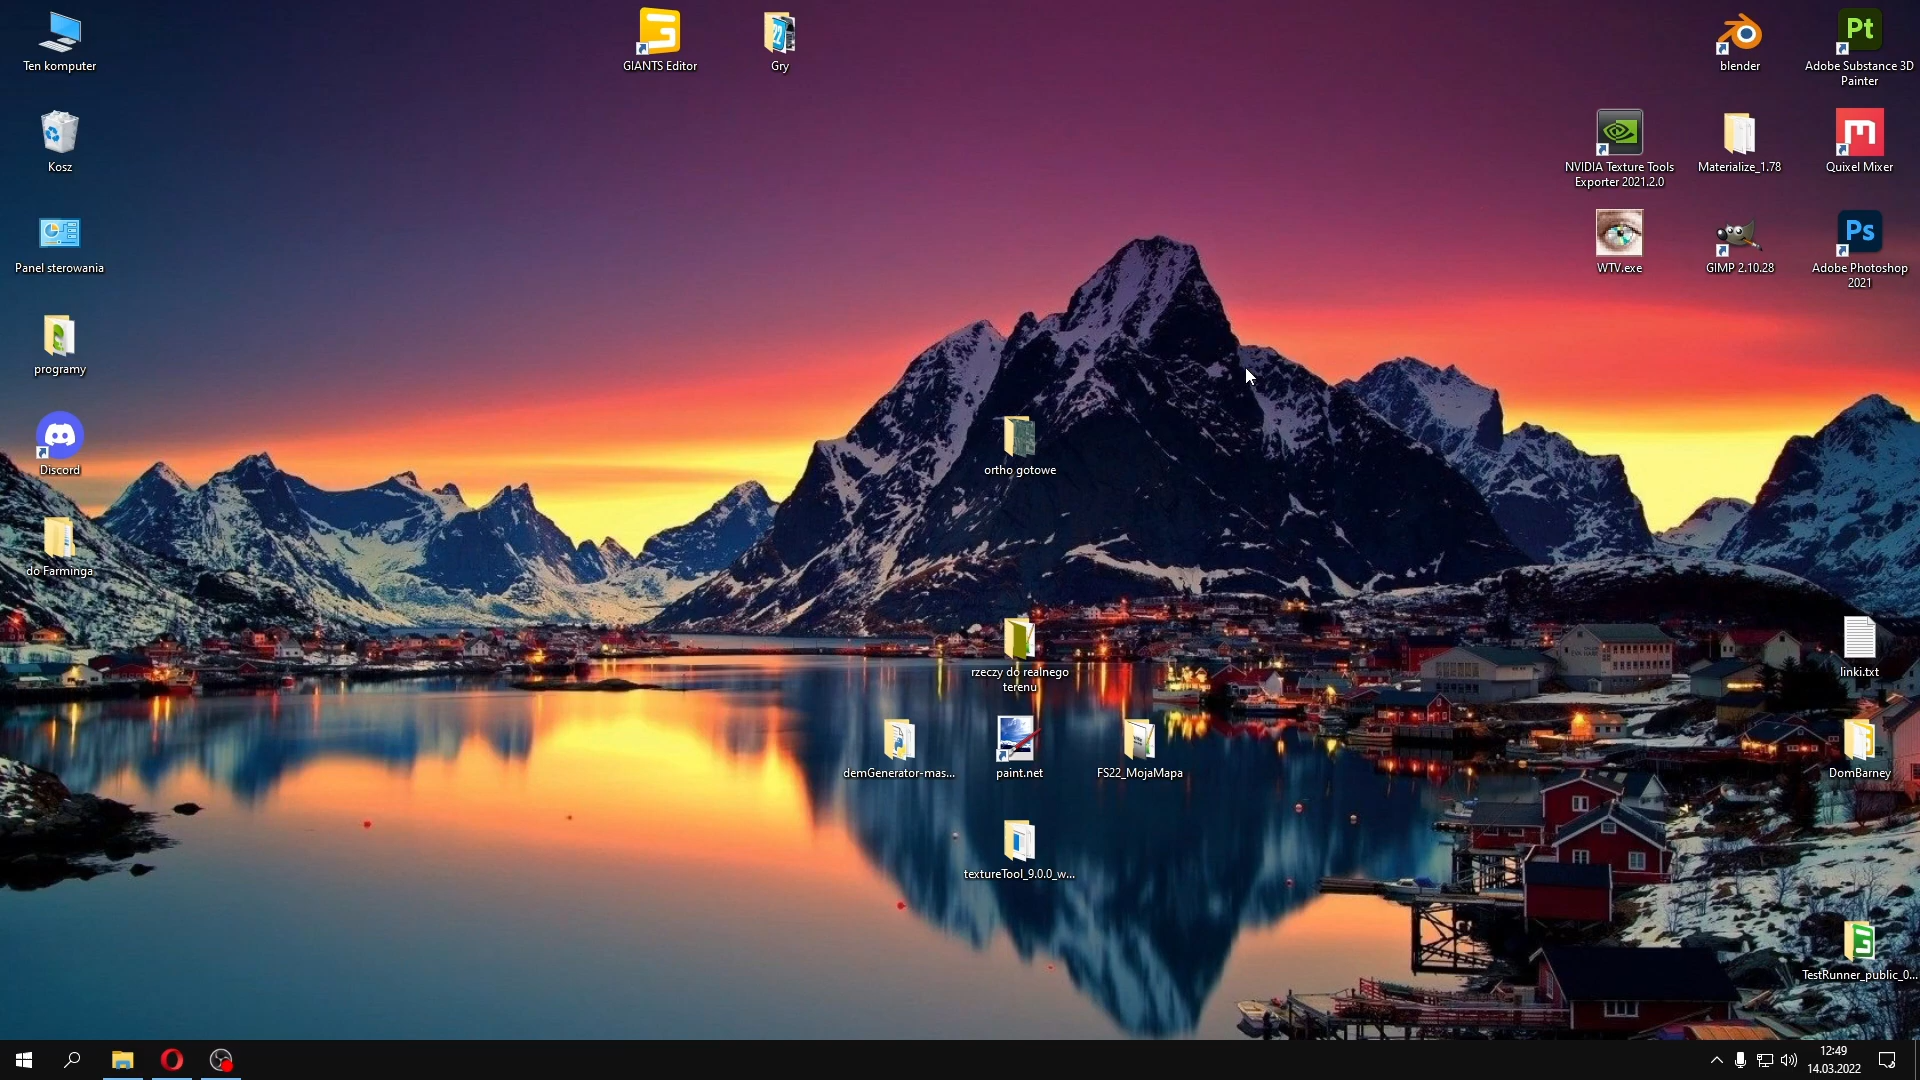 Ten komputer
GIANTS Editor
Gry
blender
Pt
Adobe Substance 3D
Painter
Kosz
NVIDIA Texture Tools
Exporter 2021.2.0
Materialize_1.78
Quixel Mixer
Panel sterowania
WTV.exe
GIMP 2.10.28
Ps
Adobe Photoshop
2021
programy
Discord
ortho gotowe
do Farminga
rzeczy do realnego
terenu
linki.txt
demGenerator-mas...
paint.net
FS22_MojaMapa
DomBarney
textureTool_9.0.0_w...
TestRunner_public_0...
12:49
14.03.2022